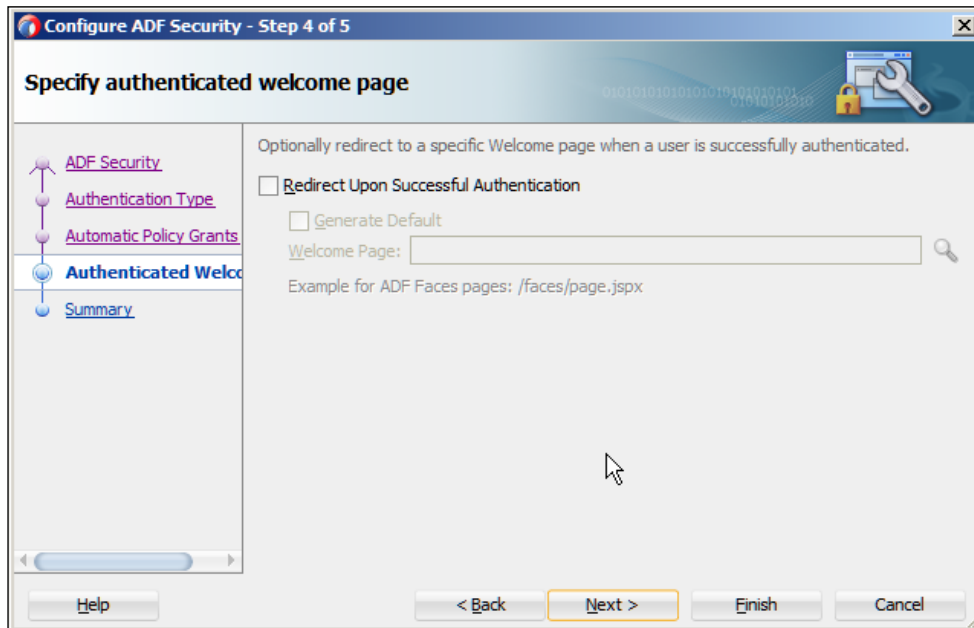 Configure ADF Security - Step 4 of 5
Specify authenticated welcome page
ADF Security
Authentication Type
Automatic Policy Grants
Authenticated Welco
Summary
Optionally redirect to a specific Welcome page when a user is successfully authenticated.
Redirect Upon Successful Authentication
Generate Default
Welcome Page:
Example for ADF Faces pages: /faces/page.jspx
Help
< Back
Next >
Finish
Cancel